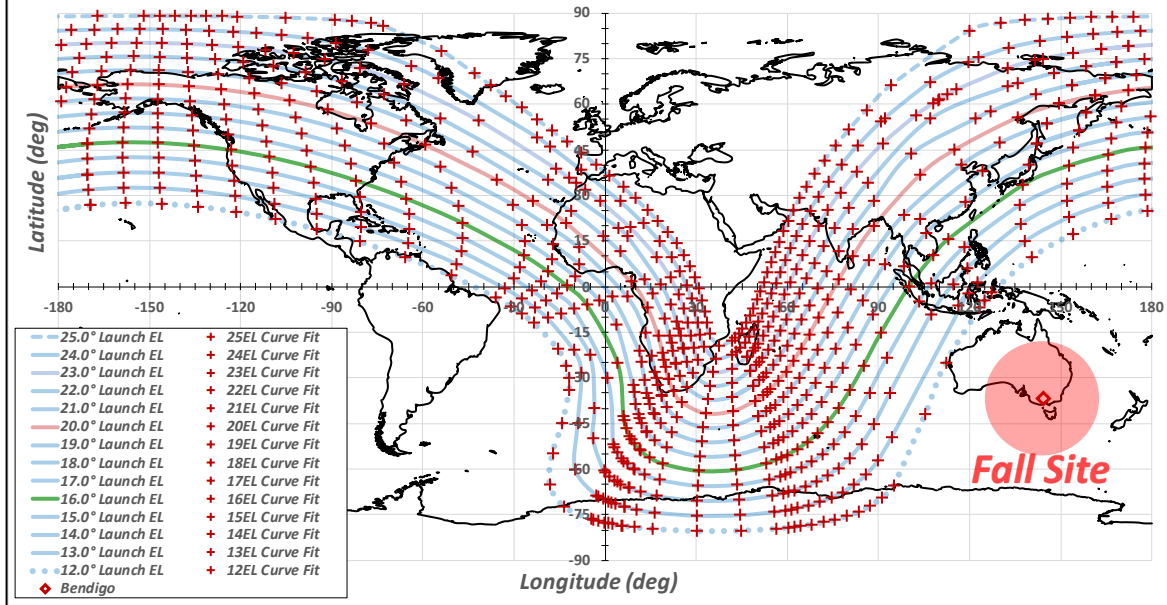 90
75
60
45
30
15
0
-15
-30
-45
-60
-75
-90
-180
-150
-120
-90
-60
-30
0
30
60
90
120
150
180
Latitude (deg)
Longitude (deg)
25.0° Launch EL 25EL Curve Fit
24.0° Launch EL 24EL Curve Fit
23.0° Launch EL 23EL Curve Fit
22.0° Launch EL 22EL Curve Fit
21.0° Launch EL 21EL Curve Fit
20.0° Launch EL 20EL Curve Fit
19.0° Launch EL 19EL Curve Fit
18.0° Launch EL 18EL Curve Fit
17.0° Launch EL 17EL Curve Fit
16.0° Launch EL 16EL Curve Fit
15.0° Launch EL 15EL Curve Fit
14.0° Launch EL 14EL Curve Fit
13.0° Launch EL 13EL Curve Fit
12.0° Launch EL 12EL Curve Fit
Bendigo
Fall Site